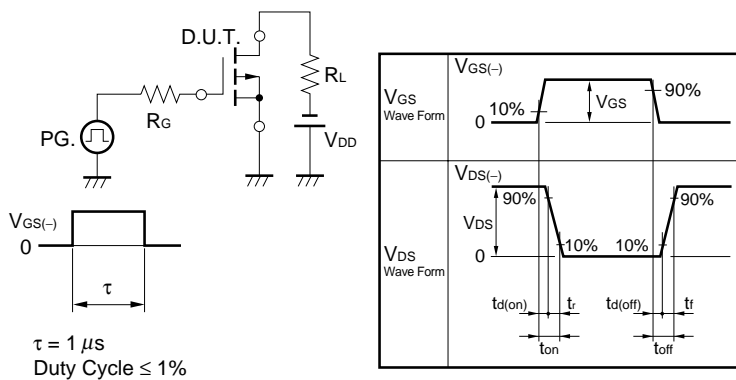 D.U.T.
RL
RG
PG.
VDD
VGS(−)
0
τ
τ = 1 μs
Duty Cycle ≤ 1%
VGS
Wave Form
VGS(−)
10%
VGS
90%
0
VDS
Wave Form
VDS(−)
90%
90%
VDS
10%
10%
0
td(on)
tr
td(off)
tf
ton
toff